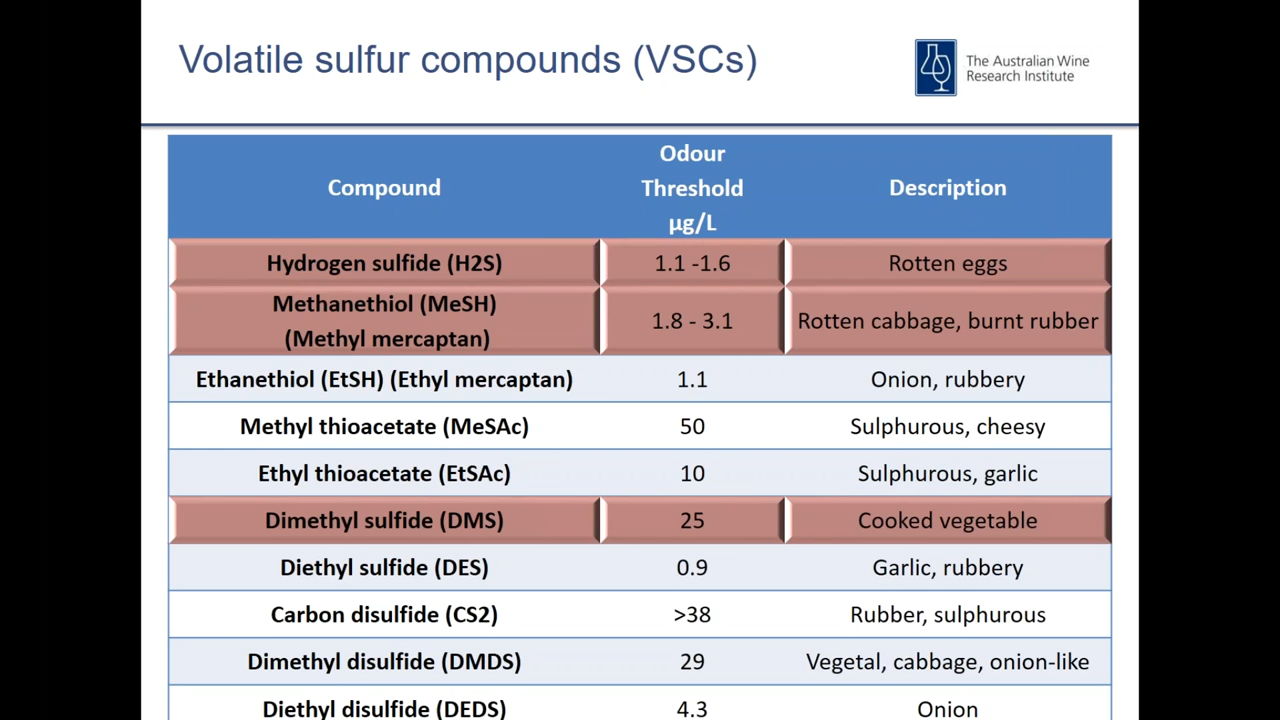 Volatile sulfur compounds (VSCs)
The Australian Wine
Research Institute
Compound
Odour
Threshold
µg/L
Description
Hydrogen sulfide (H2S)
1.1 -1.6
Rotten eggs
Methanethiol (MeSH)
(Methyl mercaptan)
1.8 - 3.1
Rotten cabbage, burnt rubber
Ethanethiol (EtSH) (Ethyl mercaptan)
1.1
Onion, rubbery
Methyl thioacetate (MeSAc)
50
Sulphurous, cheesy
Ethyl thioacetate (EtSAc)
10
Sulphurous, garlic
Dimethyl sulfide (DMS)
25
Cooked vegetable
Diethyl sulfide (DES)
0.9
Garlic, rubbery
Carbon disulfide (CS2)
>38
Rubber, sulphurous
Dimethyl disulfide (DMDS)
29
Vegetal, cabbage, onion-like
Diethyl disulfide (DEDS)
4.3
Onion